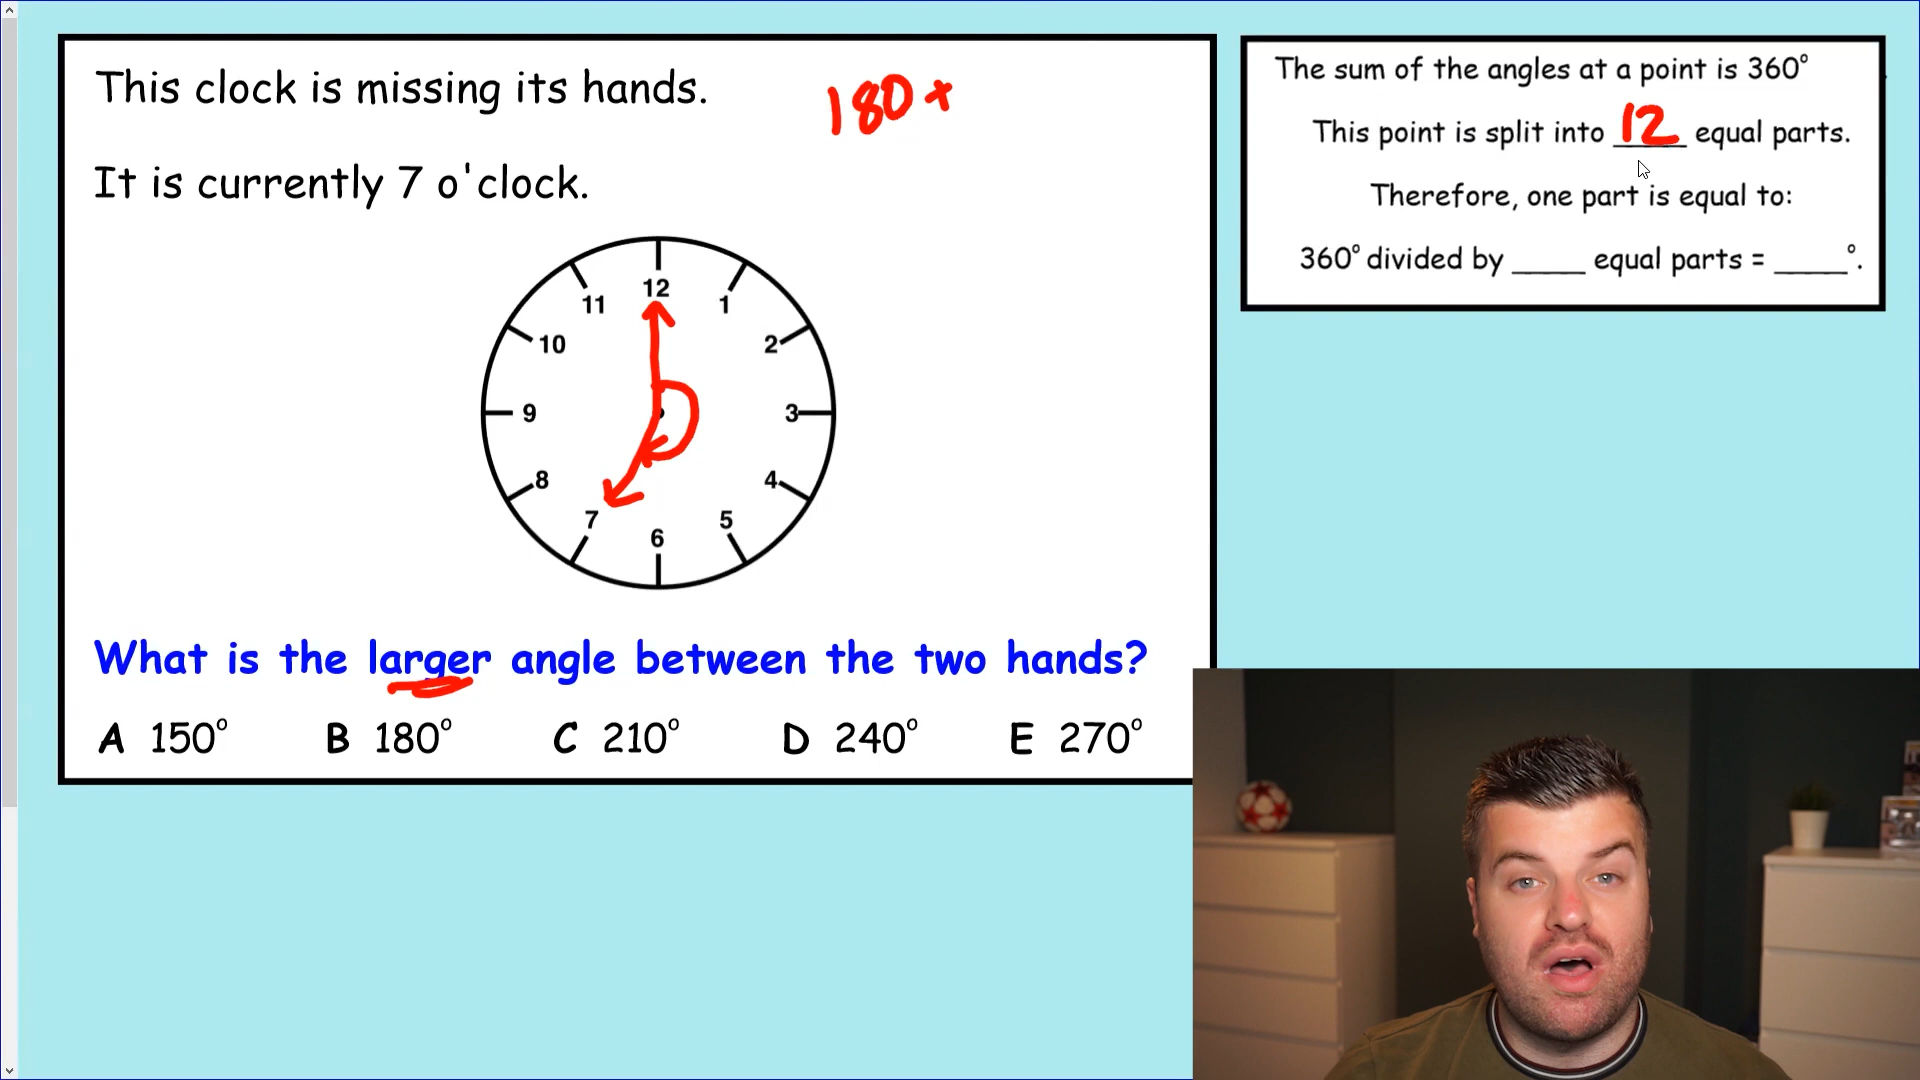 This clock is missing its hands.
180+
It is currently 7 o'clock.
12
11
1
10
2
9
3
8
4
7
5
6
What is the larger angle between the two hands?
A 150° B 180° C 210° D 240° E 270°
The sum of the angles at a point is 360°
This point is split into 12 equal parts.
Therefore, one part is equal to:
360° divided by _____ equal parts = _____°.